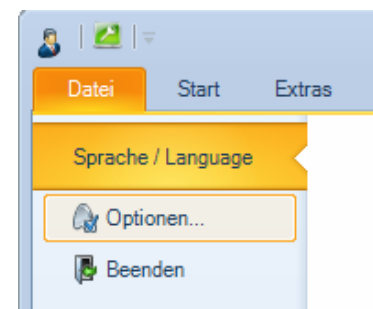 Datei Start Extras
Sprache / Language
Optionen...
Beenden